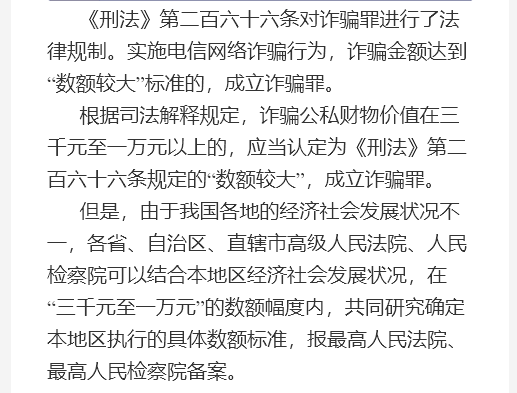 《刑法》第二百六十六条对诈骗罪进行了法
律规制。实施电信网络诈骗行为，诈骗金额达到
“数额较大”标准的，成立诈骗罪。
根据司法解释规定，诈骗公私财物价值在三
千元至一万元以上的，应当认定为《刑法》第二
百六十六条规定的“数额较大”，成立诈骗罪。
但是，由于我国各地的经济社会发展状况不
一，各省、自治区、直辖市高级人民法院、人民
检察院可以结合本地区经济社会发展状况，在
“三千元至一万元”的数额幅度内，共同研究确定
本地区执行的具体数额标准，报最高人民法院、
最高人民检察院备案。